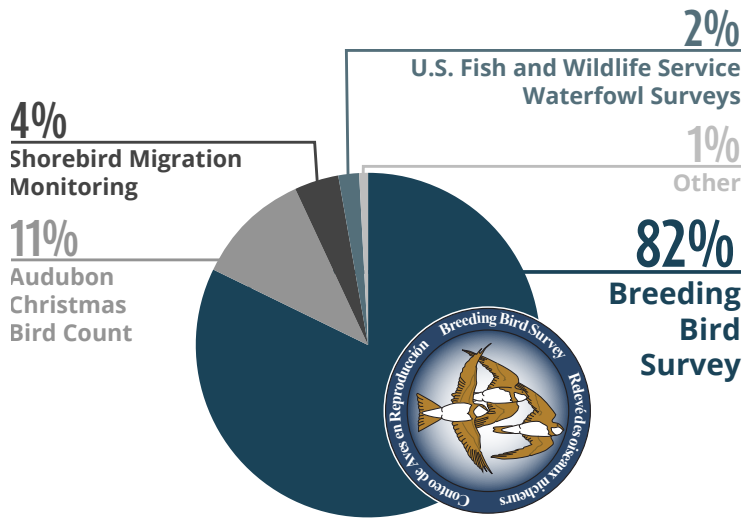 2%
U.S. Fish and Wildlife Service
Waterfowl Surveys
4%
Shorebird Migration
Monitoring
1%
Other
11%
Audubon
Christmas
Bird Count
82%
Breeding
Bird
Survey
Breeding Bird Survey
Relevé des oiseaux nicheurs
Conteo de Aves en Reproducción